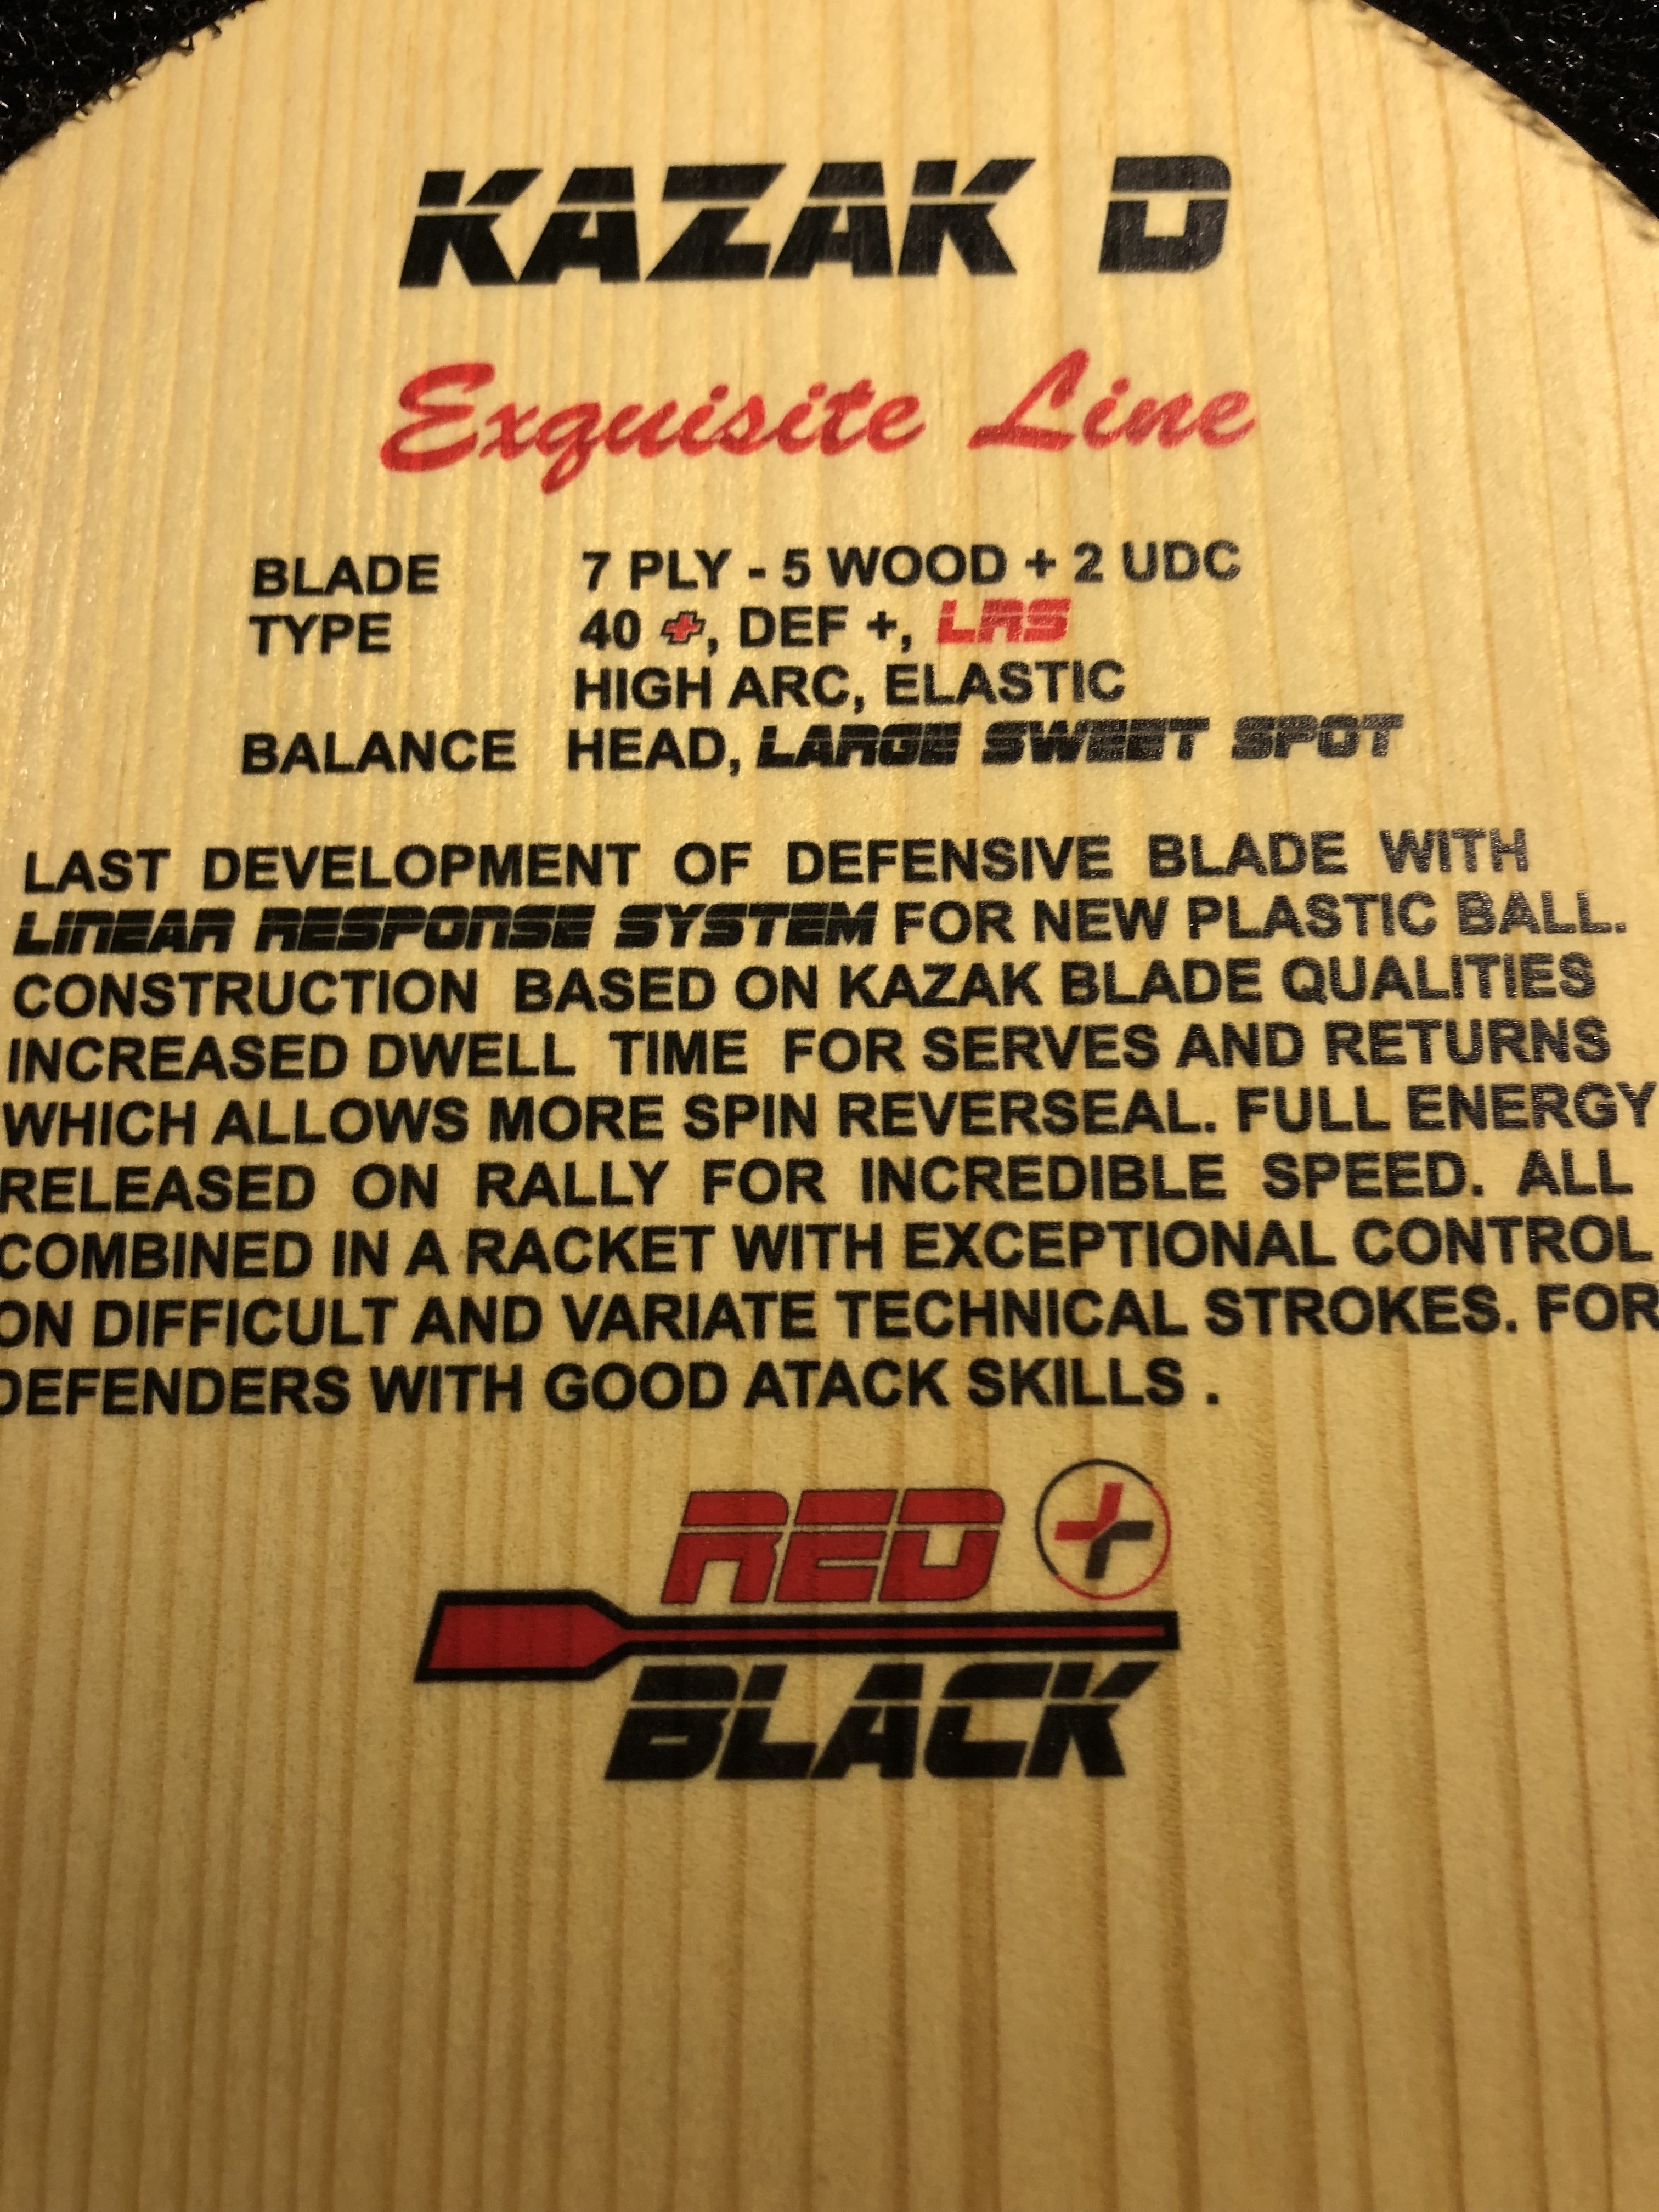 KAZAK D
Exquisite Line
BLADE 7 PLY - 5 WOOD + 2 UDC
TYPE 40 +, DEF +, LRS
HIGH ARC, ELASTIC
BALANCE HEAD, LARGE SWEET SPOT
LAST DEVELOPMENT OF DEFENSIVE BLADE WITH
LINEAR RESPONSE SYSTEM FOR NEW PLASTIC BALL.
CONSTRUCTION BASED ON KAZAK BLADE QUALITIES
INCREASED DWELL TIME FOR SERVES AND RETURNS
WHICH ALLOWS MORE SPIN REVERSEAL. FULL ENERGY
RELEASED ON RALLY FOR INCREDIBLE SPEED. ALL
COMBINED IN A RACKET WITH EXCEPTIONAL CONTROL
ON DIFFICULT AND VARIATE TECHNICAL STROKES. FOR
DEFENDERS WITH GOOD ATACK SKILLS .
RED +
BLACK